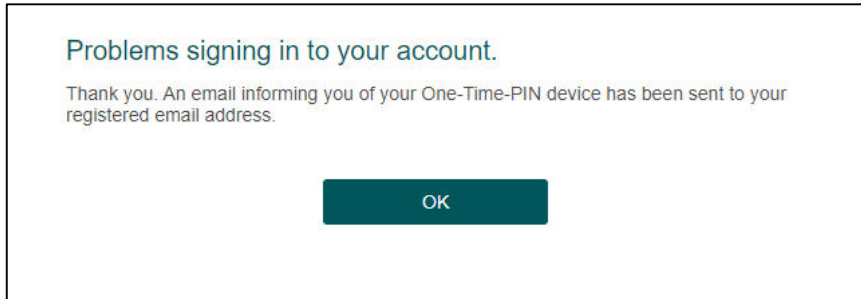 Problems signing in to your account.
Thank you. An email informing you of your One-Time-PIN device has been sent to your
registered email address.
OK